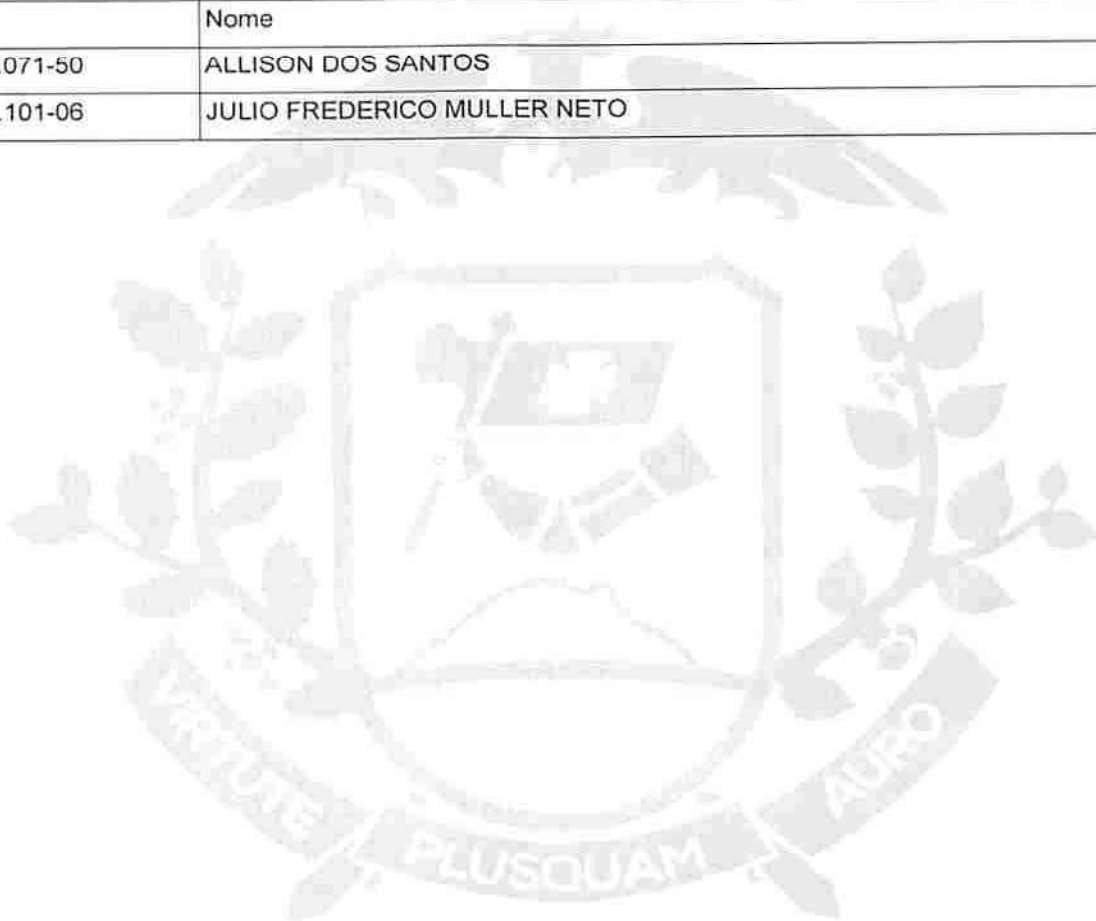 Nome
.071-50 ALLISON DOS SANTOS
.101-06 JULIO FREDERICO MULLER NETO
VIRTUTE PLUSQUAM AURO